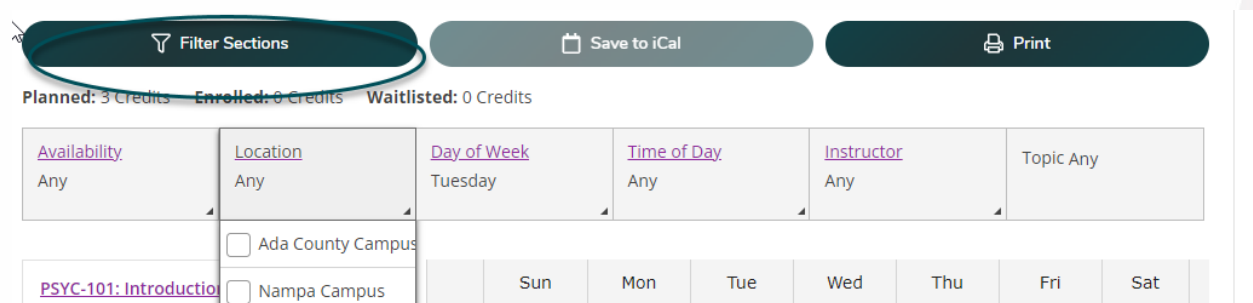 Filter Sections Save to iCal Print
Planned: 3 Credits Enrolled: 0 Credits Waitlisted: 0 Credits
Availability Location Day of Week Time of Day Instructor Topic Any
Any Any Tuesday Any Any
Ada County Campus
PSYC-101: Introduction Sun Mon Tue Wed Thu Fri Sat
Nampa Campus